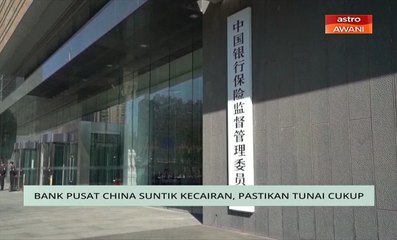 astro
AWANI
中国银行保险监督管理委员
BANK PUSAT CHINA SUNTIK KECAIRAN, PASTIKAN TUNAI CUKUP